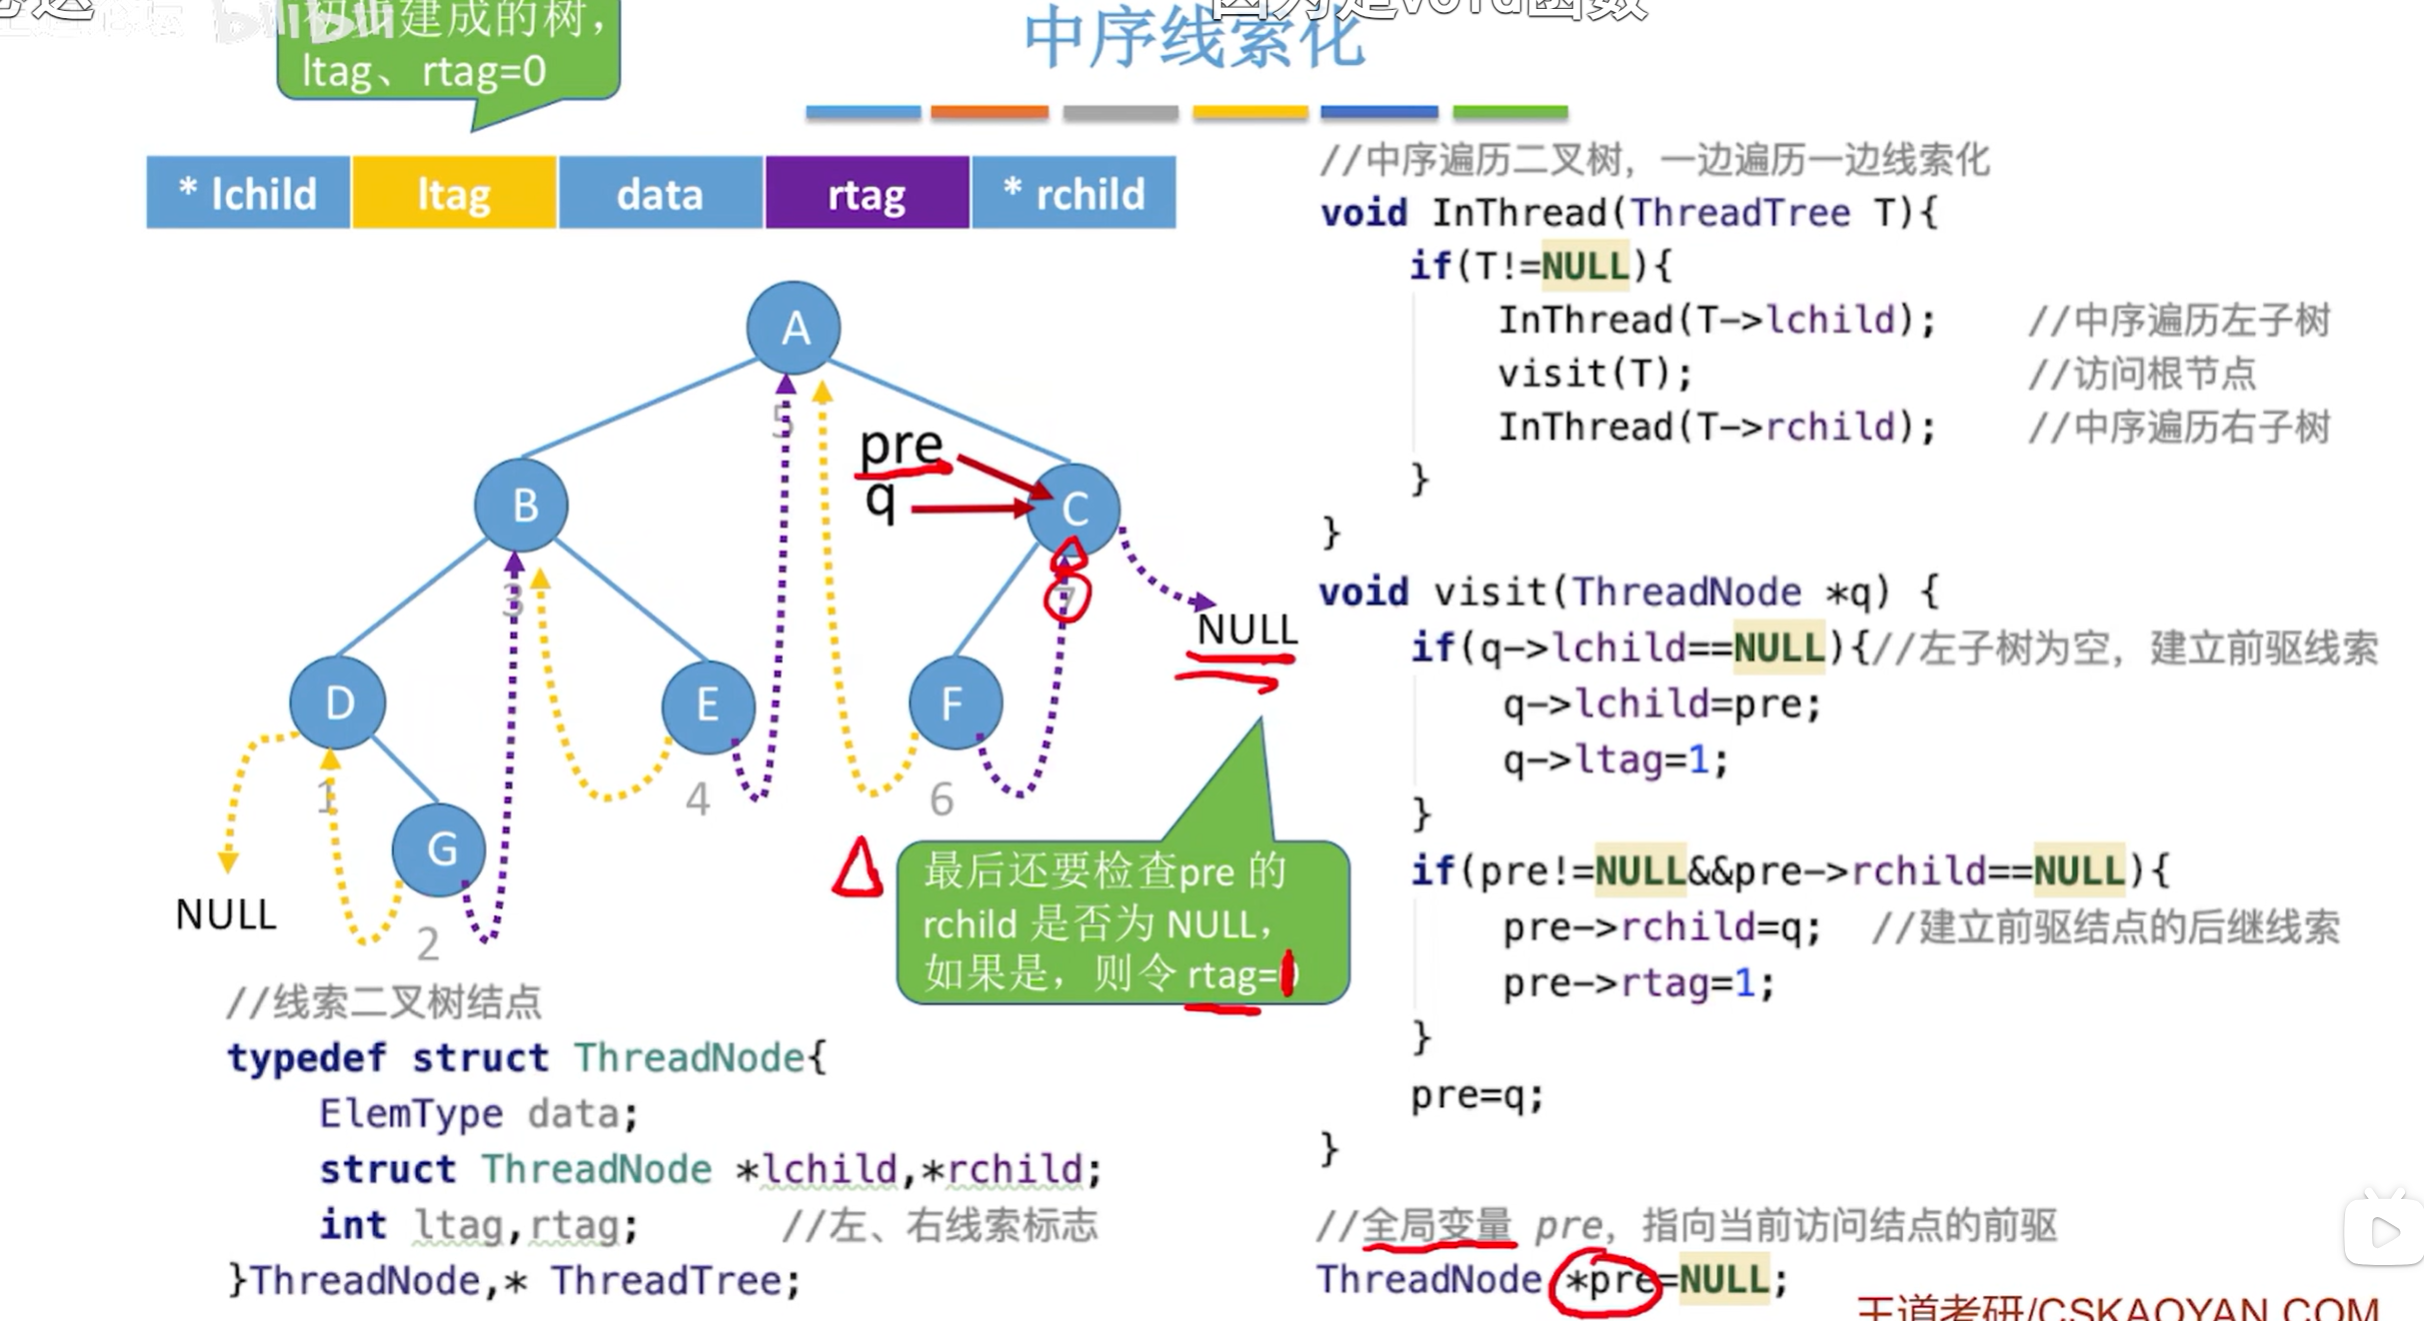 因为是void函数
中序线索化
建成的树，
ltag、rtag=0
* lchild ltag data rtag * rchild
A
5
pre
q
B
C
3
7
NULL
D
E
F
1
4
6
G
NULL
2
最后还要检查pre 的
rchild 是否为 NULL，
如果是，则令 rtag=
//线索二叉树结点
typedef struct ThreadNode{
ElemType data;
struct ThreadNode *lchild,*rchild;
int ltag,rtag; //左、右线索标志
}ThreadNode,* ThreadTree;
//中序遍历二叉树，一边遍历一边线索化
void InThread(ThreadTree T){
if(T!=NULL){
InThread(T->lchild); //中序遍历左子树
visit(T); //访问根节点
InThread(T->rchild); //中序遍历右子树
}
}
void visit(ThreadNode *q) {
if(q->lchild==NULL){//左子树为空，建立前驱线索
q->lchild=pre;
q->ltag=1;
}
if(pre!=NULL&&pre->rchild==NULL){
pre->rchild=q; //建立前驱结点的后继线索
pre->rtag=1;
}
pre=q;
}
//全局变量 pre，指向当前访问结点的前驱
ThreadNode *pre=NULL;
王道考研/CSKAOYAN.COM